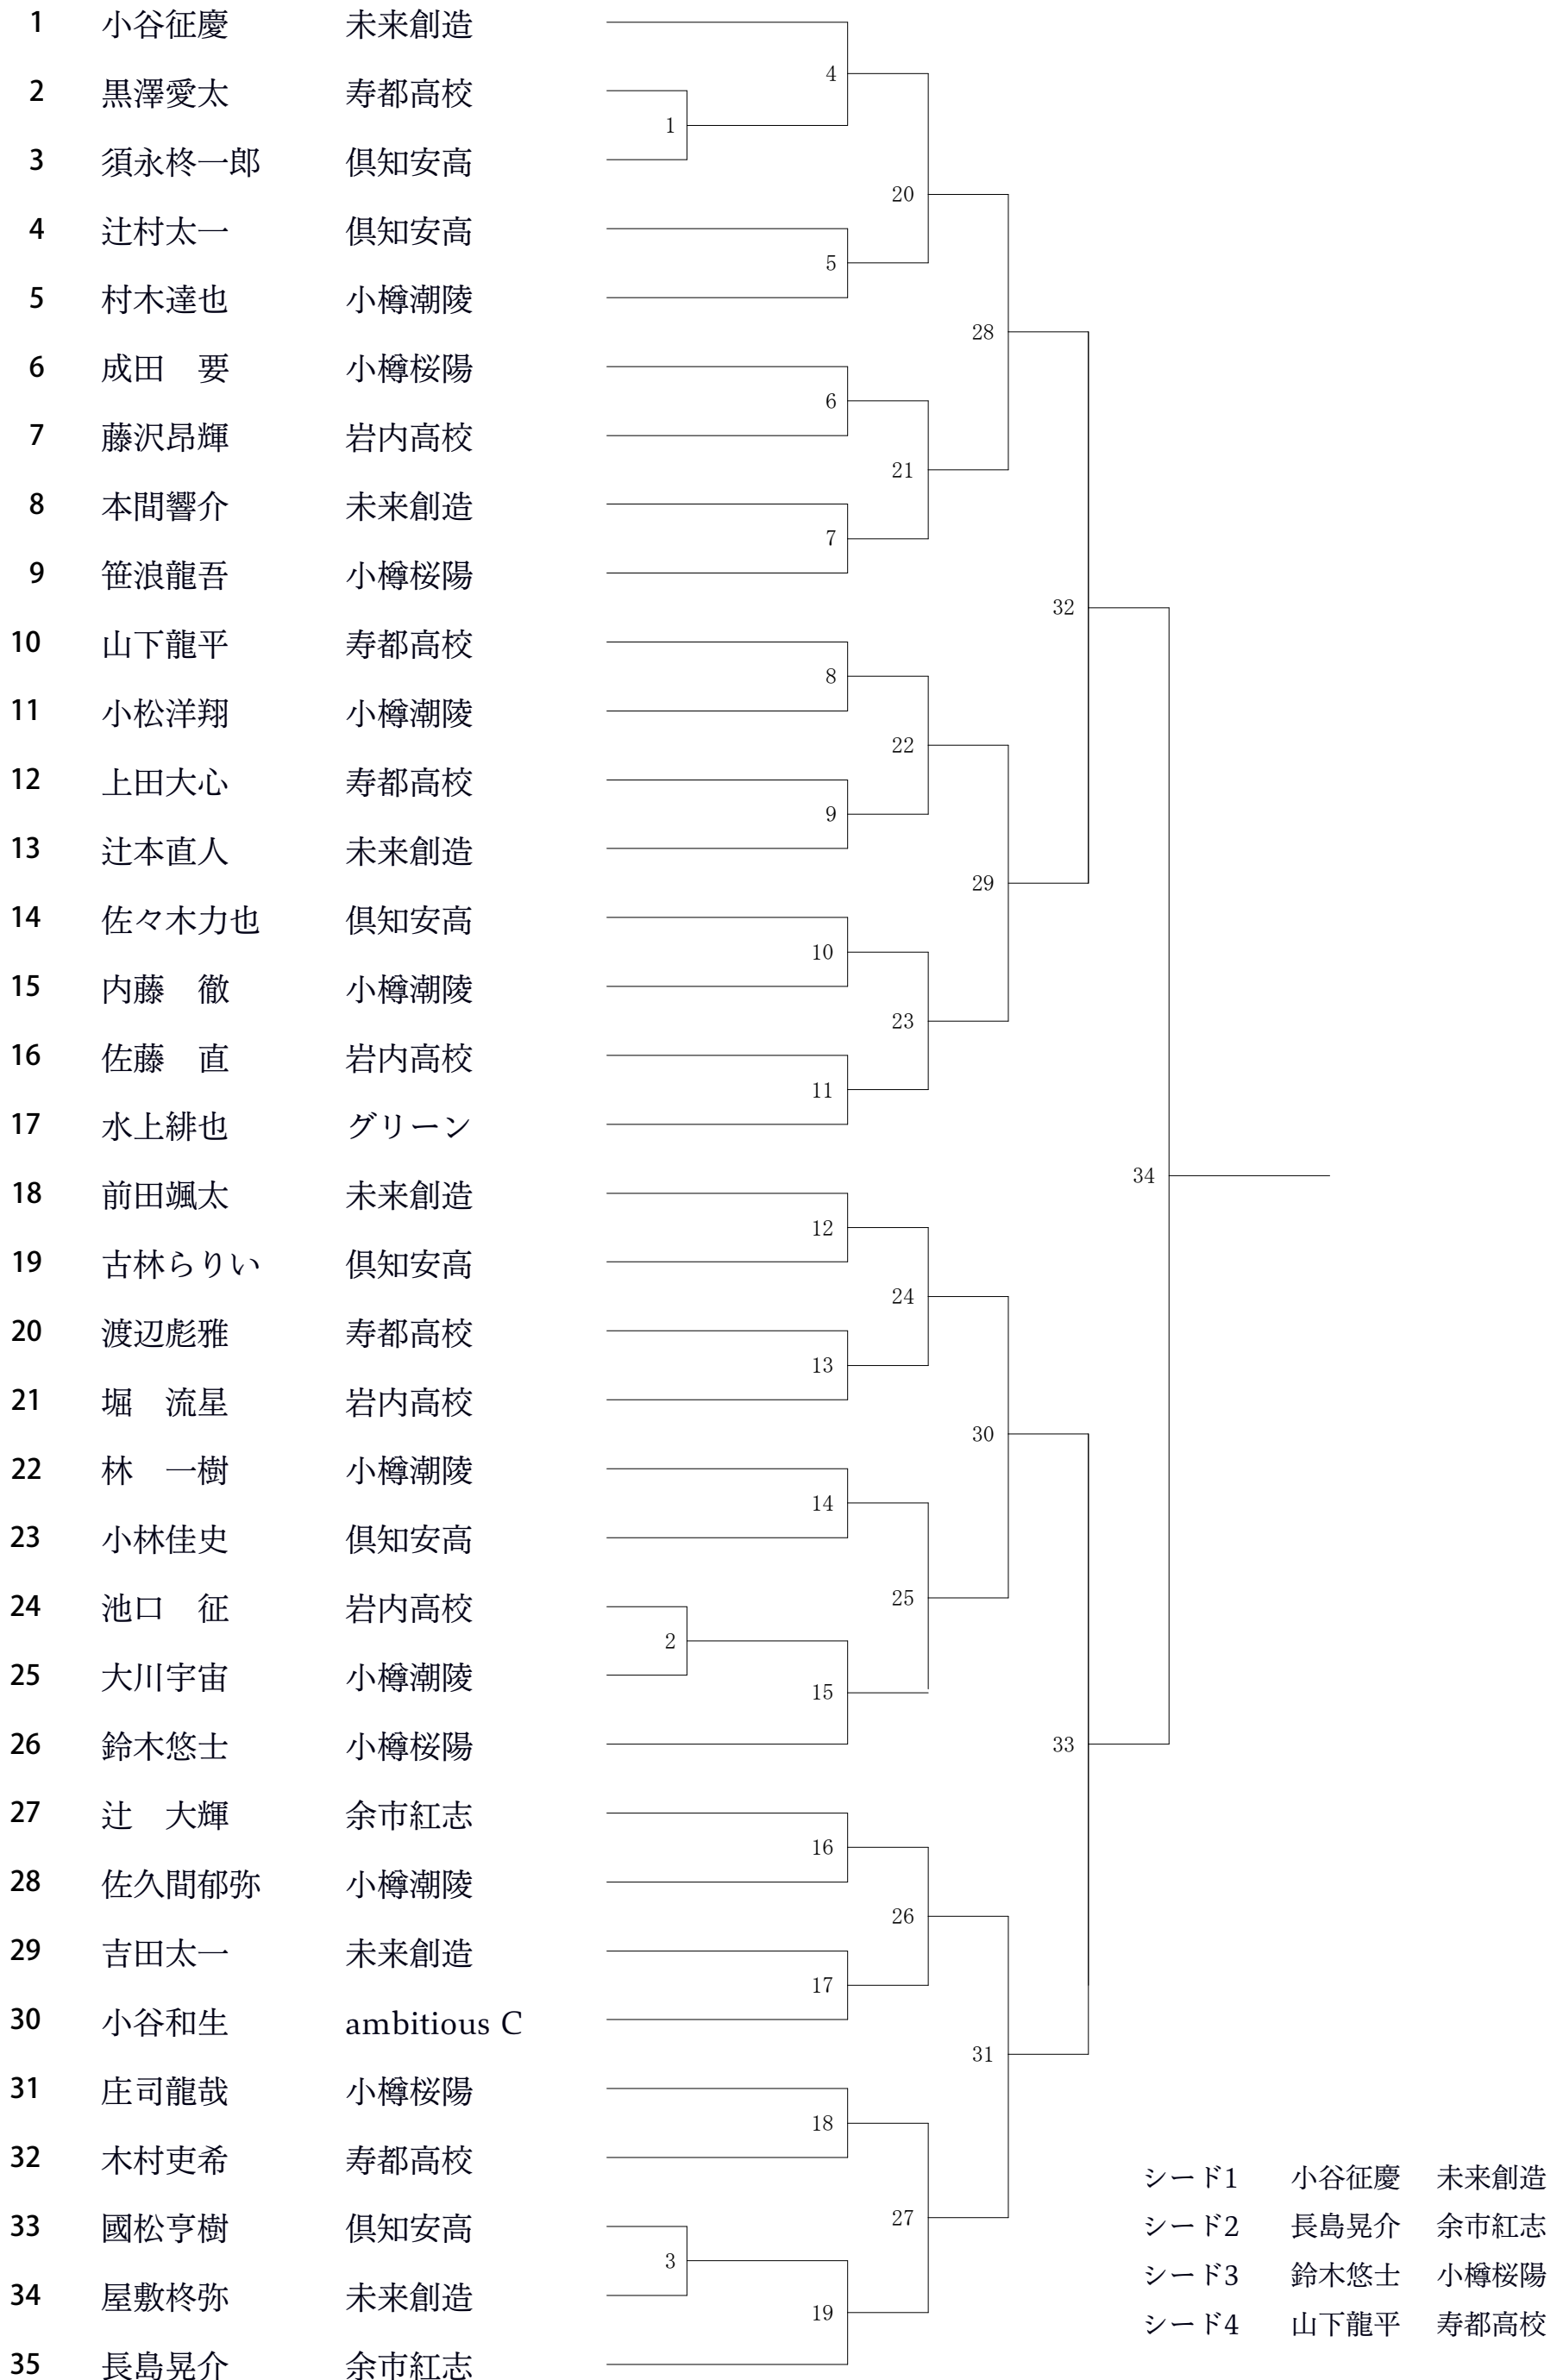 1 小谷征慶 未来創造
4
2 黒澤愛太 寿都高校
1
3 須永柊一郎 倶知安高
20
4 辻村太一 倶知安高
5
5 村木達也 小樽潮陵
28
6 成田　要 小樽桜陽
6
7 藤沢昂輝 岩内高校
21
8 本間響介 未来創造
7
9 笹浪龍吾 小樽桜陽
32
10 山下龍平 寿都高校
8
11 小松洋翔 小樽潮陵
22
12 上田大心 寿都高校
9
13 辻本直人 未来創造
29
14 佐々木力也 倶知安高
10
15 内藤　徹 小樽潮陵
23
16 佐藤　直 岩内高校
11
17 水上緋也 グリーン
34
18 前田颯太 未来創造
12
19 古林らりい 倶知安高
24
20 渡辺彪雅 寿都高校
13
21 堀　流星 岩内高校
30
22 林　一樹 小樽潮陵
14
23 小林佳史 倶知安高
25
24 池口　征 岩内高校
2
25 大川宇宙 小樽潮陵
15
26 鈴木悠士 小樽桜陽
33
27 辻　大輝 余市紅志
16
28 佐久間郁弥 小樽潮陵
26
29 吉田太一 未来創造
17
30 小谷和生 ambitious C
31
31 庄司龍哉 小樽桜陽
18
32 木村吏希 寿都高校
シード1 小谷征慶 未来創造
33 國松亨樹 倶知安高
27
シード2 長島晃介 余市紅志
3
シード3 鈴木悠士 小樽桜陽
34 屋敷柊弥 未来創造
19
シード4 山下龍平 寿都高校
35 長島晃介 余市紅志